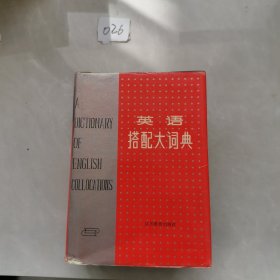 026
A
DICTIONARY
OF
ENGLISH
COLLOCATIONS
英语
搭配大词典